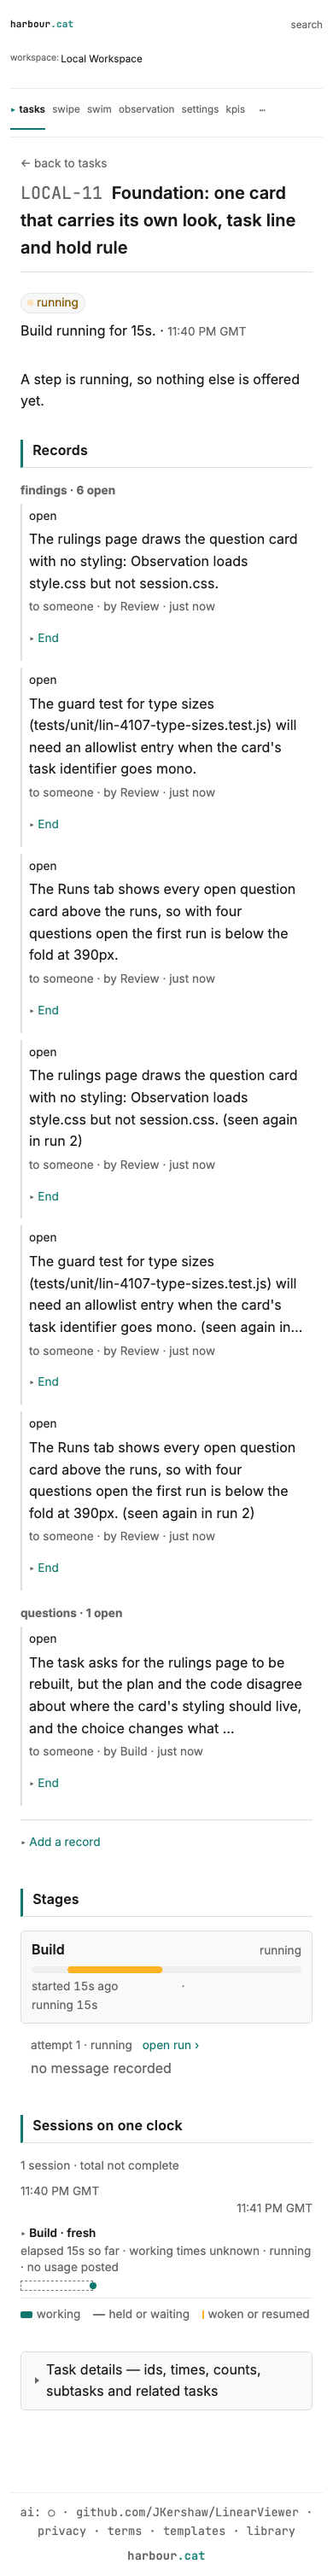 harbour.cat
search
workspace: Local Workspace
▸ tasks swipe swim observation settings kpis ⋯
← back to tasks
LOCAL-11 Foundation: one card
that carries its own look, task line
and hold rule
running
Build running for 15s. · 11:40 PM GMT
A step is running, so nothing else is offered
yet.
Records
findings · 6 open
open
The rulings page draws the question card
with no styling: Observation loads
style.css but not session.css.
to someone · by Review · just now
▸ End
open
The guard test for type sizes
(tests/unit/lin-4107-type-sizes.test.js) will
need an allowlist entry when the card's
task identifier goes mono.
to someone · by Review · just now
▸ End
open
The Runs tab shows every open question
card above the runs, so with four
questions open the first run is below the
fold at 390px.
to someone · by Review · just now
▸ End
open
The rulings page draws the question card
with no styling: Observation loads
style.css but not session.css. (seen again
in run 2)
to someone · by Review · just now
▸ End
open
The guard test for type sizes
(tests/unit/lin-4107-type-sizes.test.js) will
need an allowlist entry when the card's
task identifier goes mono. (seen again in…
to someone · by Review · just now
▸ End
open
The Runs tab shows every open question
card above the runs, so with four
questions open the first run is below the
fold at 390px. (seen again in run 2)
to someone · by Review · just now
▸ End
questions · 1 open
open
The task asks for the rulings page to be
rebuilt, but the plan and the code disagree
about where the card's styling should live,
and the choice changes what …
to someone · by Build · just now
▸ End
▸ Add a record
Stages
Build running
started 15s ago ·
running 15s
attempt 1 · running open run ›
no message recorded
Sessions on one clock
1 session · total not complete
11:40 PM GMT
11:41 PM GMT
▸ Build · fresh
elapsed 15s so far · working times unknown · running
· no usage posted
working held or waiting woken or resumed
▸ Task details — ids, times, counts,
subtasks and related tasks
ai: ○ · github.com/JKershaw/LinearViewer ·
privacy · terms · templates · library
harbour.cat